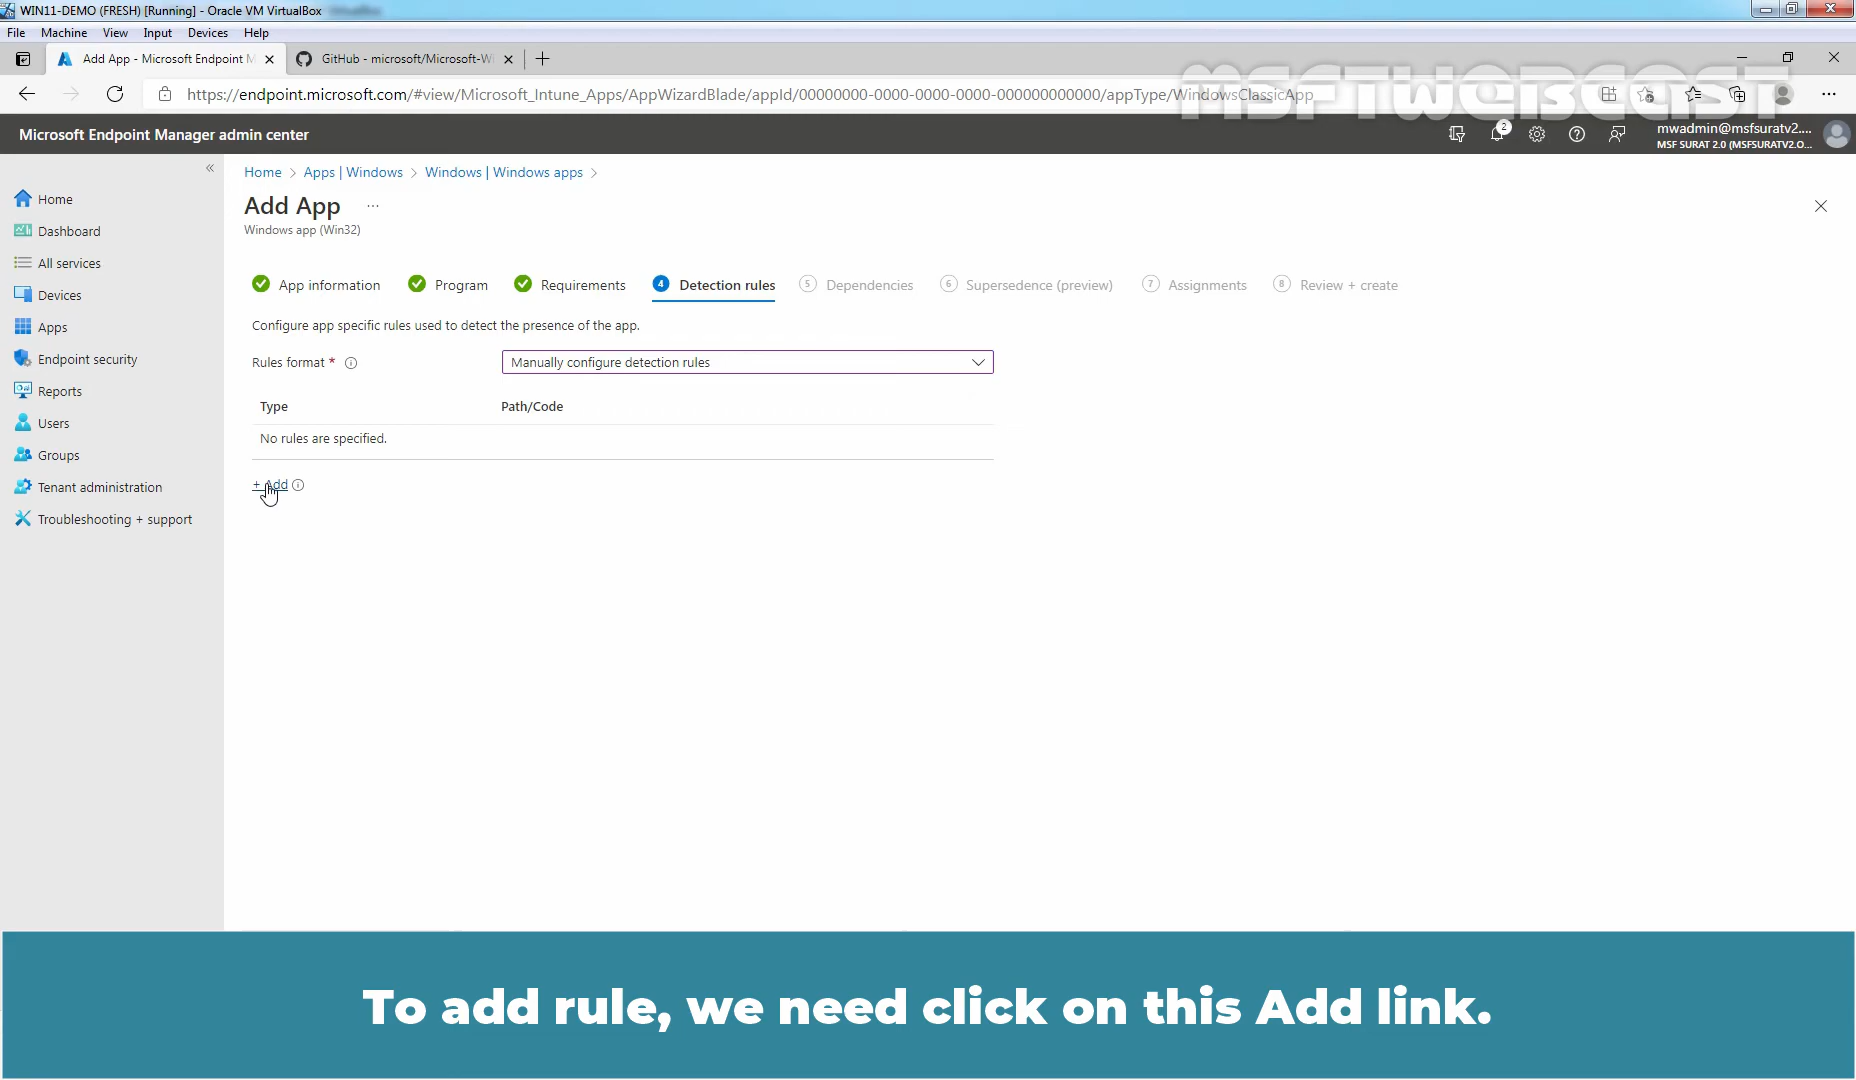 WIN11-DEMO (FRESH) [Running] - Oracle VM VirtualBox
File Machine View Input Devices Help
Add App - Microsoft Endpoint M
GitHub - microsoft/Microsoft-Wi
https://endpoint.microsoft.com/#view/Microsoft_Intune_Apps/AppWizardBlade/appId/00000000-0000-0000-0000-000000000000/appType/WindowsClassicApp
MSFTWEBCAST
Microsoft Endpoint Manager admin center
2
mwadmin@msfsuratv2....
MSF SURAT 2.0 (MSFSURATV2.O...
Home
Dashboard
All services
Devices
Apps
Endpoint security
Reports
Users
Groups
Tenant administration
Troubleshooting + support
Home > Apps | Windows > Windows | Windows apps >
Add App ...
Windows app (Win32)
App information Program Requirements 4 Detection rules 5 Dependencies 6 Supersedence (preview) 7 Assignments 8 Review + create
Configure app specific rules used to detect the presence of the app.
Rules format * Manually configure detection rules
Type Path/Code
No rules are specified.
+ Add
To add rule, we need click on this Add link.